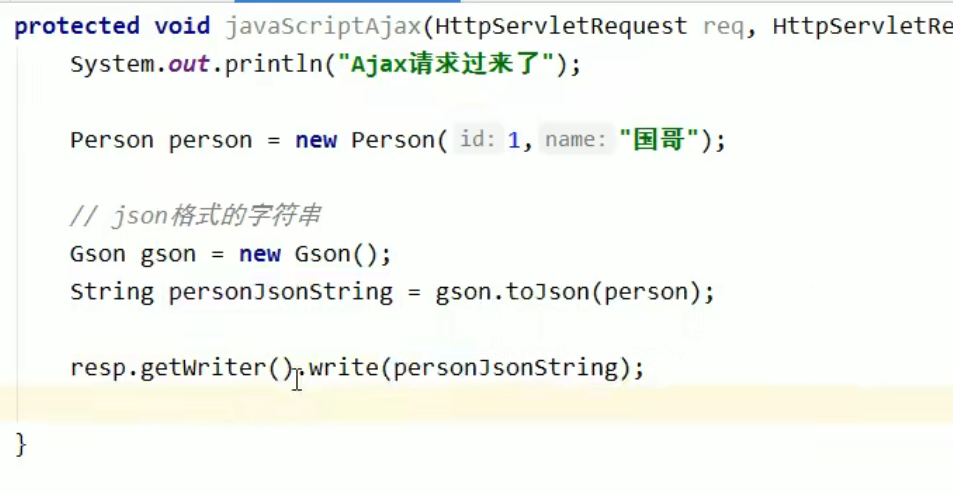 protected void javaScriptAjax(HttpServletRequest req, HttpServletRe
System.out.println("Ajax请求过来了");
Person person = new Person( id: 1, name: "国哥");
// json格式的字符串
Gson gson = new Gson();
String personJsonString = gson.toJson(person);
resp.getWriter().write(personJsonString);
}